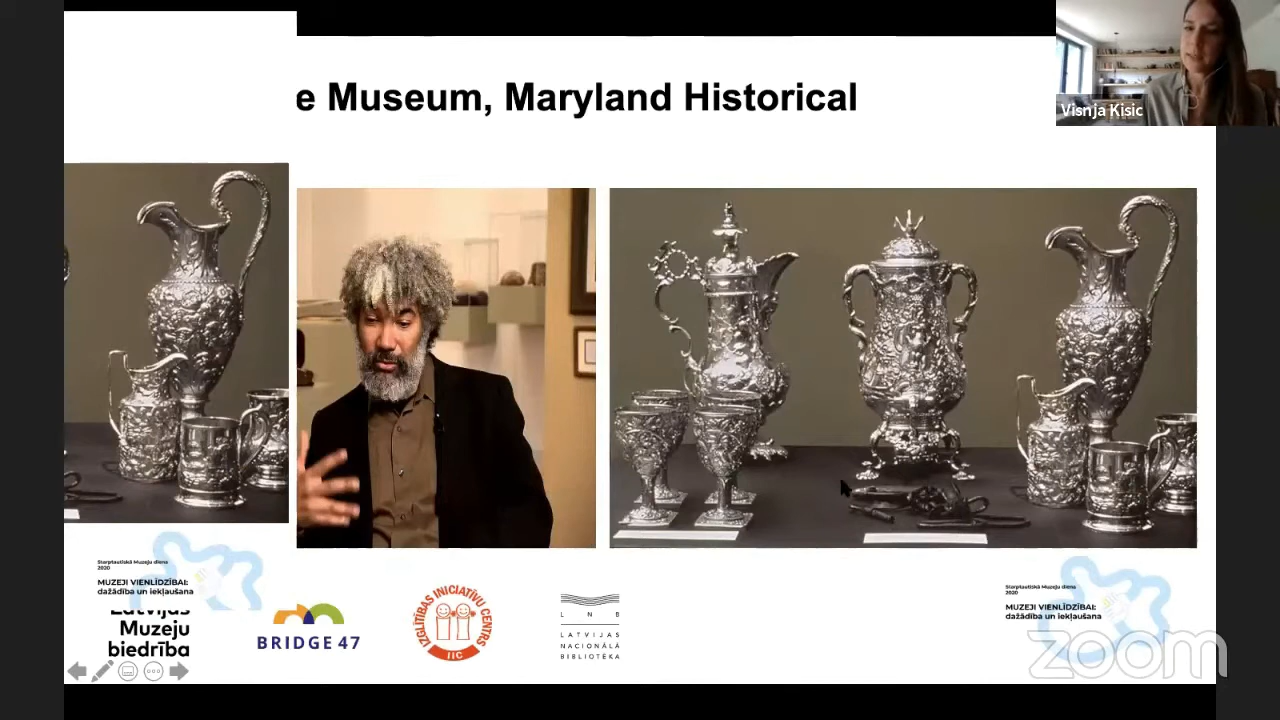 e Museum, Maryland Historical
Visnja Kisic
Starptautiskā Muzeju diena
2020
MUZEJI VIENLĪDZĪBAI:
dažādība un iekļaušana
Latvijas
Muzeju
biedrība
BRIDGE 47
IZGLĪTĪBAS INICIATĪVU CENTRS
IIC
L N B
LATVIJAS
NACIONĀLĀ
BIBLIOTĒKA
Starptautiskā Muzeju diena
2020
MUZEJI VIENLĪDZĪBAI:
dažādība un iekļaušana
zoom